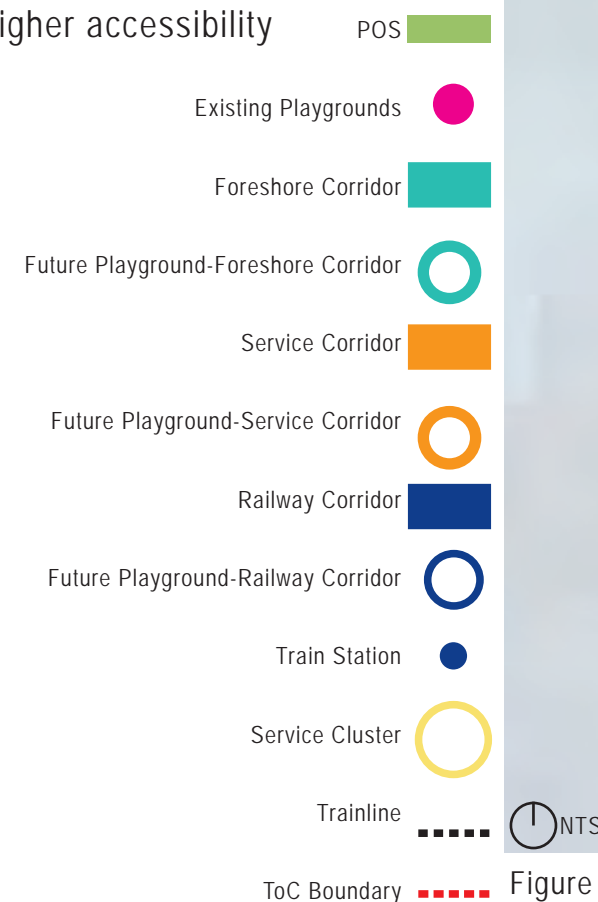 igher accessibility
POS
Existing Playgrounds
Foreshore Corridor
Future Playground-Foreshore Corridor
Service Corridor
Future Playground-Service Corridor
Railway Corridor
Future Playground-Railway Corridor
Train Station
Service Cluster
Trainline
NTS
ToC Boundary
Figure